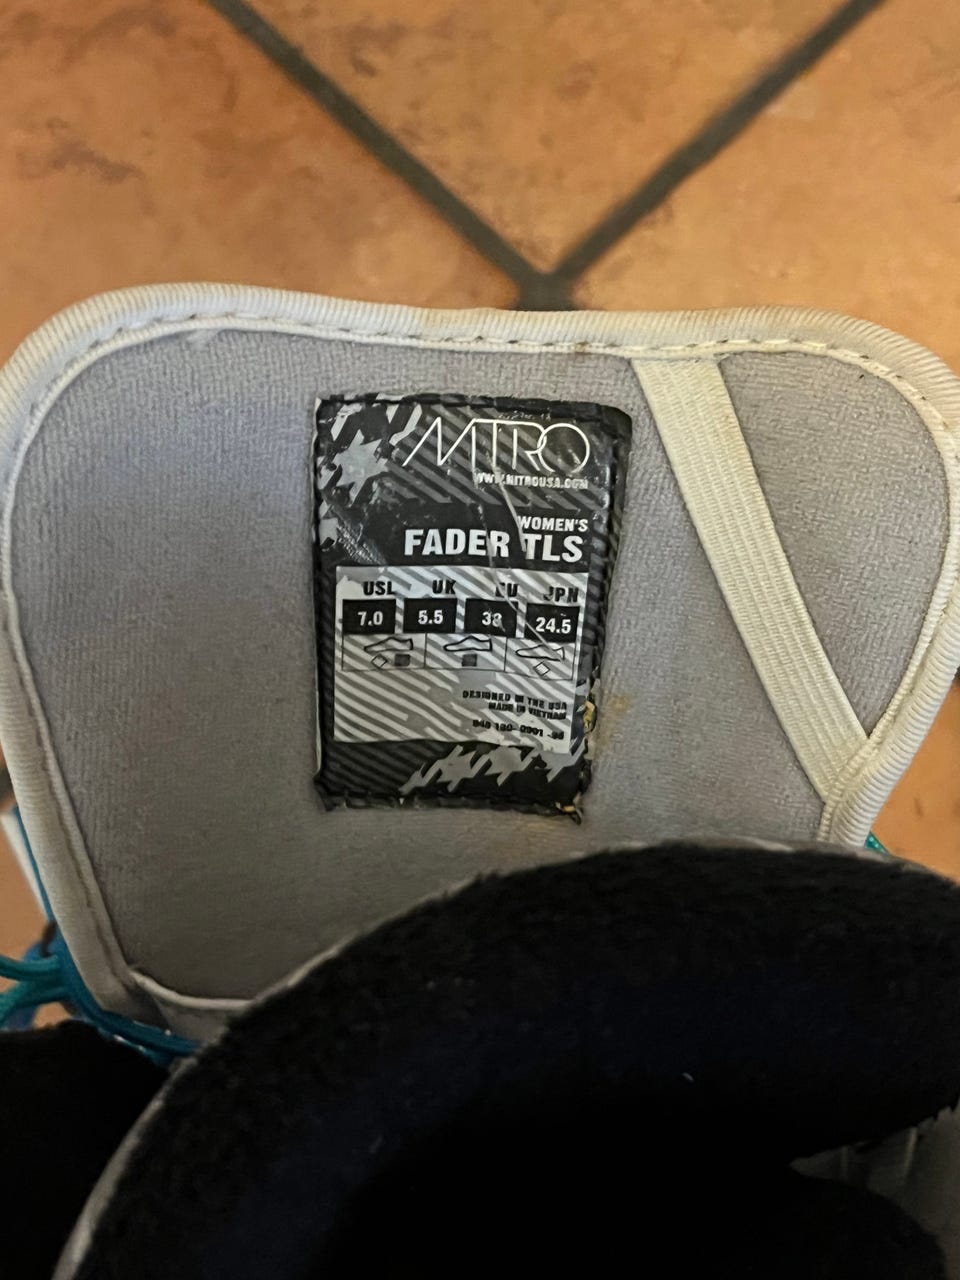 NITRO
WWW.NITROUSA.COM
WOMEN'S
FADER TLS
USL UK EU JPN
7.0 5.5 38 24.5
DESIGNED IN THE USA
MADE IN VIETNAM